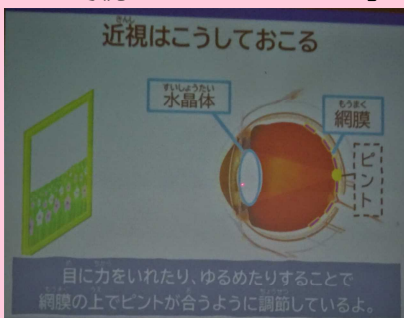 近視はこうしておこる
きんし
すいしょうたい
水晶体
もうまく
網膜
ピント
目に力をいれたり、ゆるめたりすることで
網膜の上でピントが合うように調節しているよ。